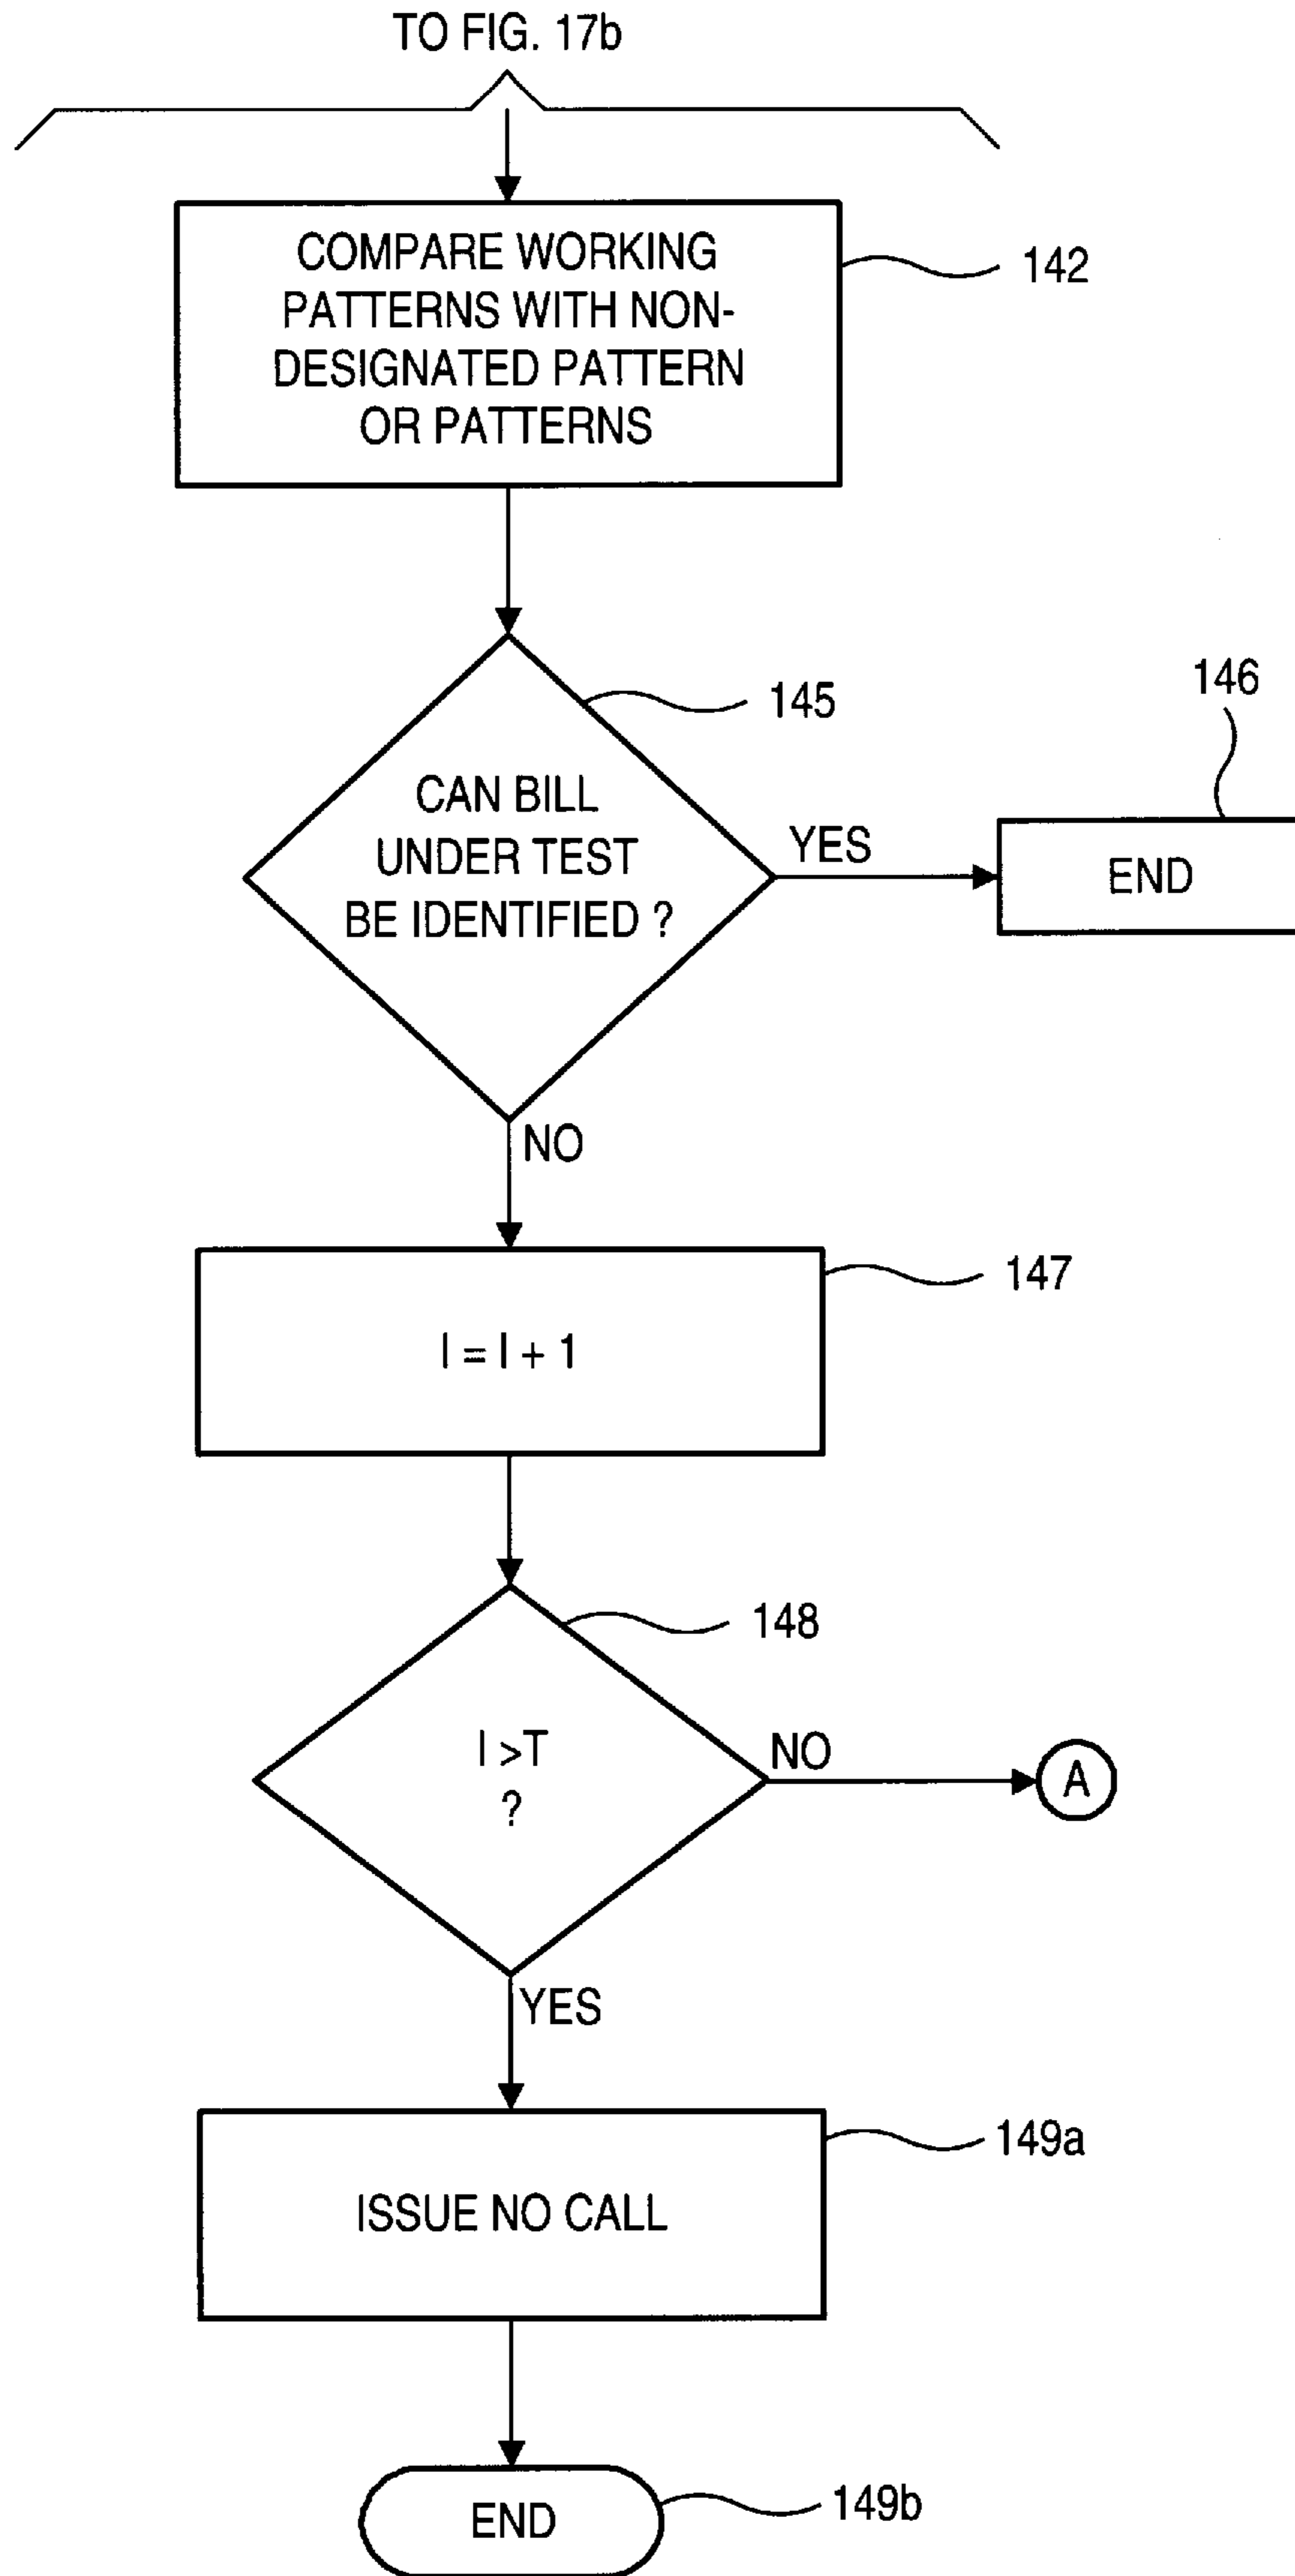 TO FIG. 17b
COMPARE WORKING
PATTERNS WITH NON-
DESIGNATED PATTERN
OR PATTERNS
142
145
CAN BILL
UNDER TEST
BE IDENTIFIED ?
YES
146
END
NO
147
I = I + 1
148
I >T
?
NO
A
YES
149a
ISSUE NO CALL
END
149b